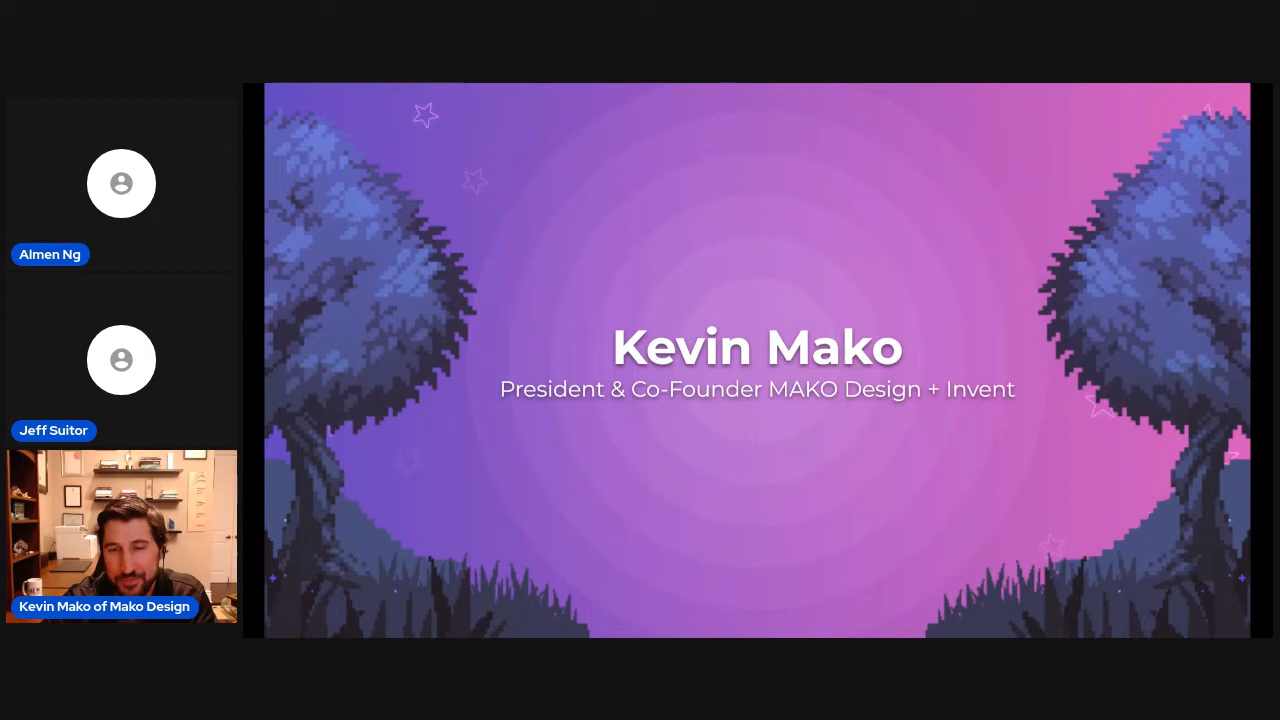 Almen Ng
Jeff Suitor
Kevin Mako of Mako Design
Kevin Mako
President & Co-Founder MAKO Design + Invent